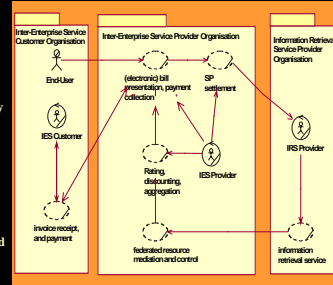 Inter-Enterprise Service
Customer Organisation
End-User
IES Customer
invoice receipt,
and payment
Inter-Enterprise Service Provider Organisation
(electronic) bill
presentation, payment
collection
SP
settlement
Rating,
discounting,
aggregation
IES Provider
federated resource
mediation and control
Information Retrieval
Service Provider
Organisation
IRS Provider
information
retrieval service